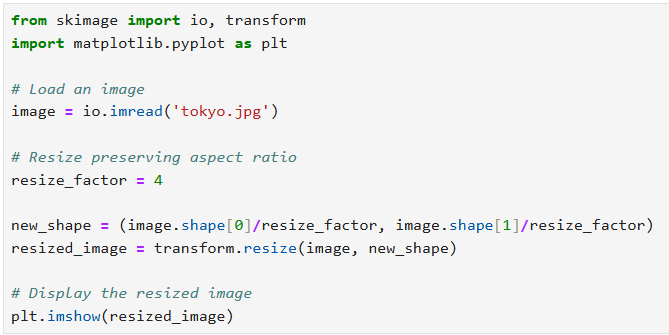 from skimage import io, transform
import matplotlib.pyplot as plt

# Load an image
image = io.imread('tokyo.jpg')

# Resize preserving aspect ratio
resize_factor = 4

new_shape = (image.shape[0]/resize_factor, image.shape[1]/resize_factor)
resized_image = transform.resize(image, new_shape)

# Display the resized image
plt.imshow(resized_image)